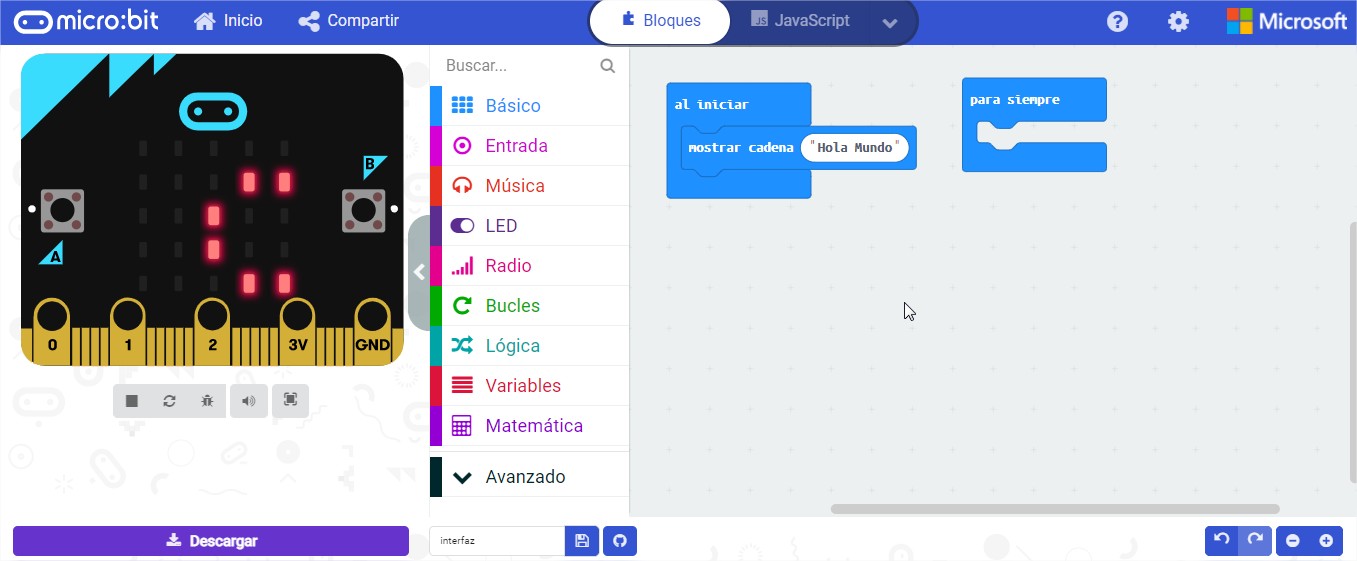 micro:bit Inicio Compartir Bloques JS JavaScript ? Microsoft
Buscar...
Básico
Entrada
Música
LED
Radio
Bucles
Lógica
Variables
Matemática
Avanzado
B
A
0 1 2 3V GND
al iniciar
mostrar cadena "Hola Mundo"
para siempre
Descargar
interfaz